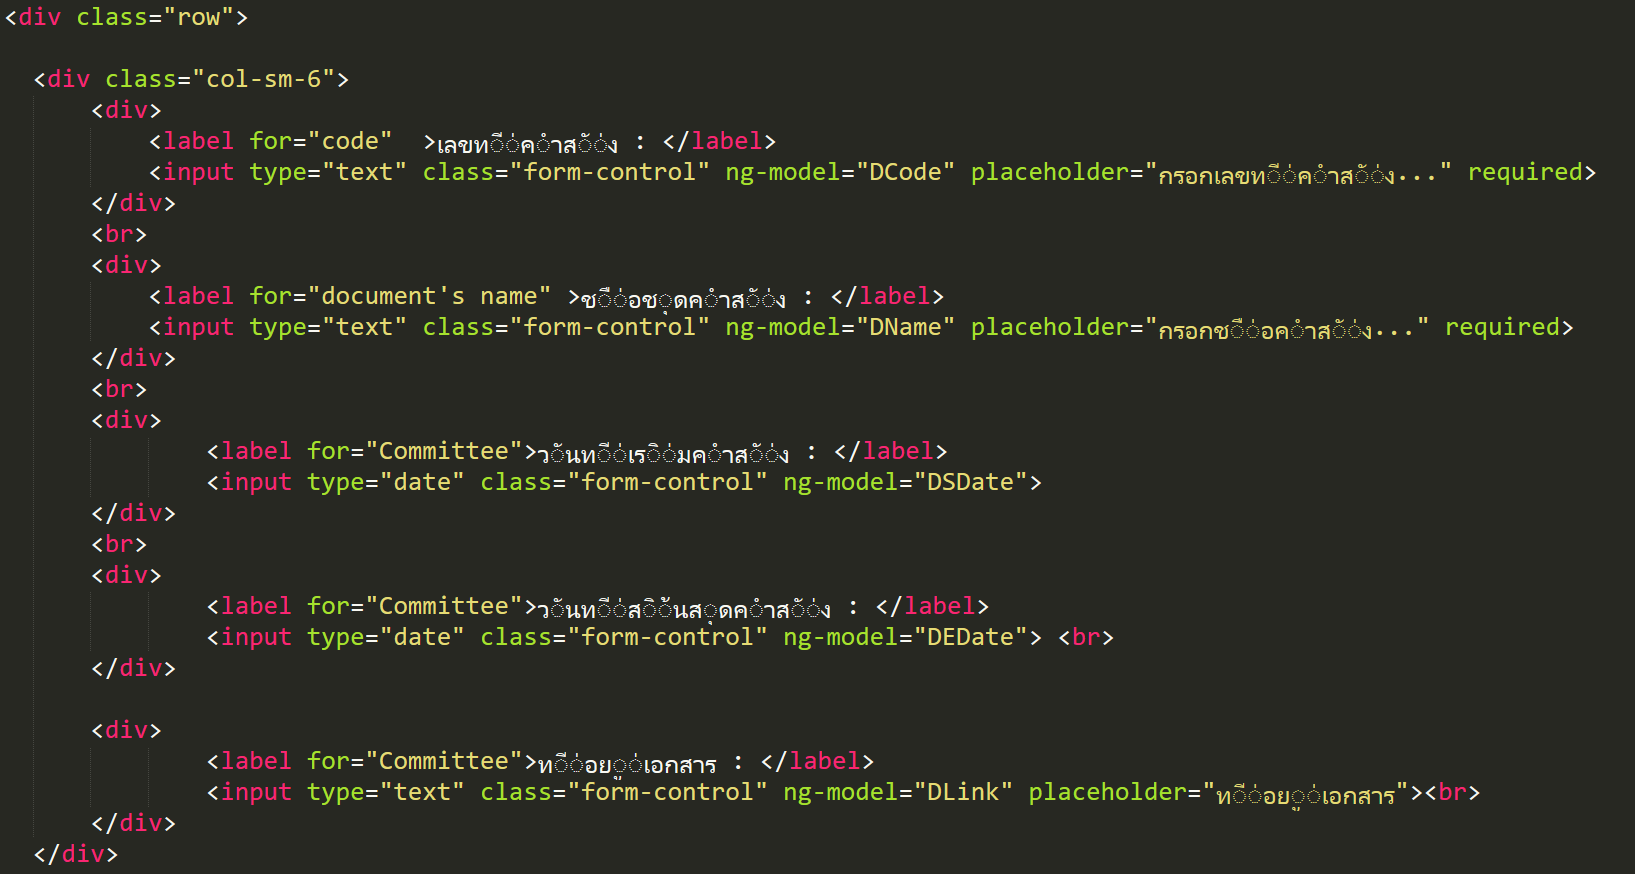 <div class="row">
<div class="col-sm-6">
<div>
<label for="code"  >เลขที่คําสั่ง : </label>
<input type="text" class="form-control" ng-model="DCode" placeholder="กรอกเลขที่คําสั่ง..." required>
</div>
<br>
<div>
<label for="document's name" >ชื่อชุดคําสั่ง : </label>
<input type="text" class="form-control" ng-model="DName" placeholder="กรอกชื่อคําสั่ง..." required>
</div>
<br>
<div>
<label for="Committee">วันที่เริ่มคําสั่ง : </label>
<input type="date" class="form-control" ng-model="DSDate">
</div>
<br>
<div>
<label for="Committee">วันที่สิ้นสุดคําสั่ง : </label>
<input type="date" class="form-control" ng-model="DEDate"> <br>
</div>
<div>
<label for="Committee">ที่อยู่เอกสาร : </label>
<input type="text" class="form-control" ng-model="DLink" placeholder="ที่อยู่เอกสาร"><br>
</div>
</div>